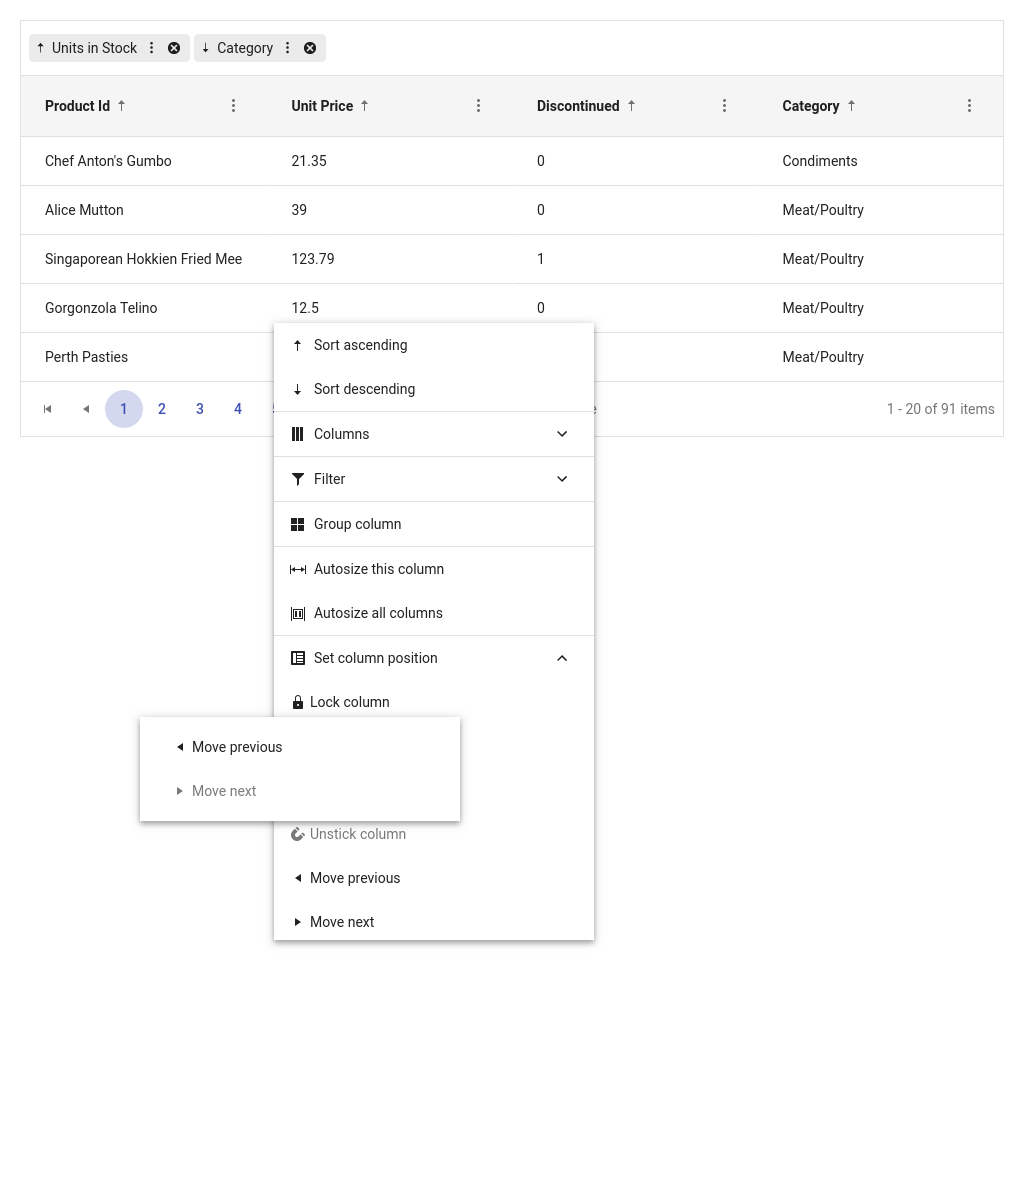 Units in Stock Category
Product Id Unit Price Discontinued Category
Chef Anton's Gumbo 21.35 0 Condiments
Alice Mutton 39 0 Meat/Poultry
Singaporean Hokkien Fried Mee 123.79 1 Meat/Poultry
Gorgonzola Telino 12.5 0 Meat/Poultry
Perth Pasties Meat/Poultry
1 2 3 4 1 - 20 of 91 items
Sort ascending
Sort descending
Columns
Filter
Group column
Autosize this column
Autosize all columns
Set column position
Lock column
Move previous
Move next
Unstick column
Move previous
Move next